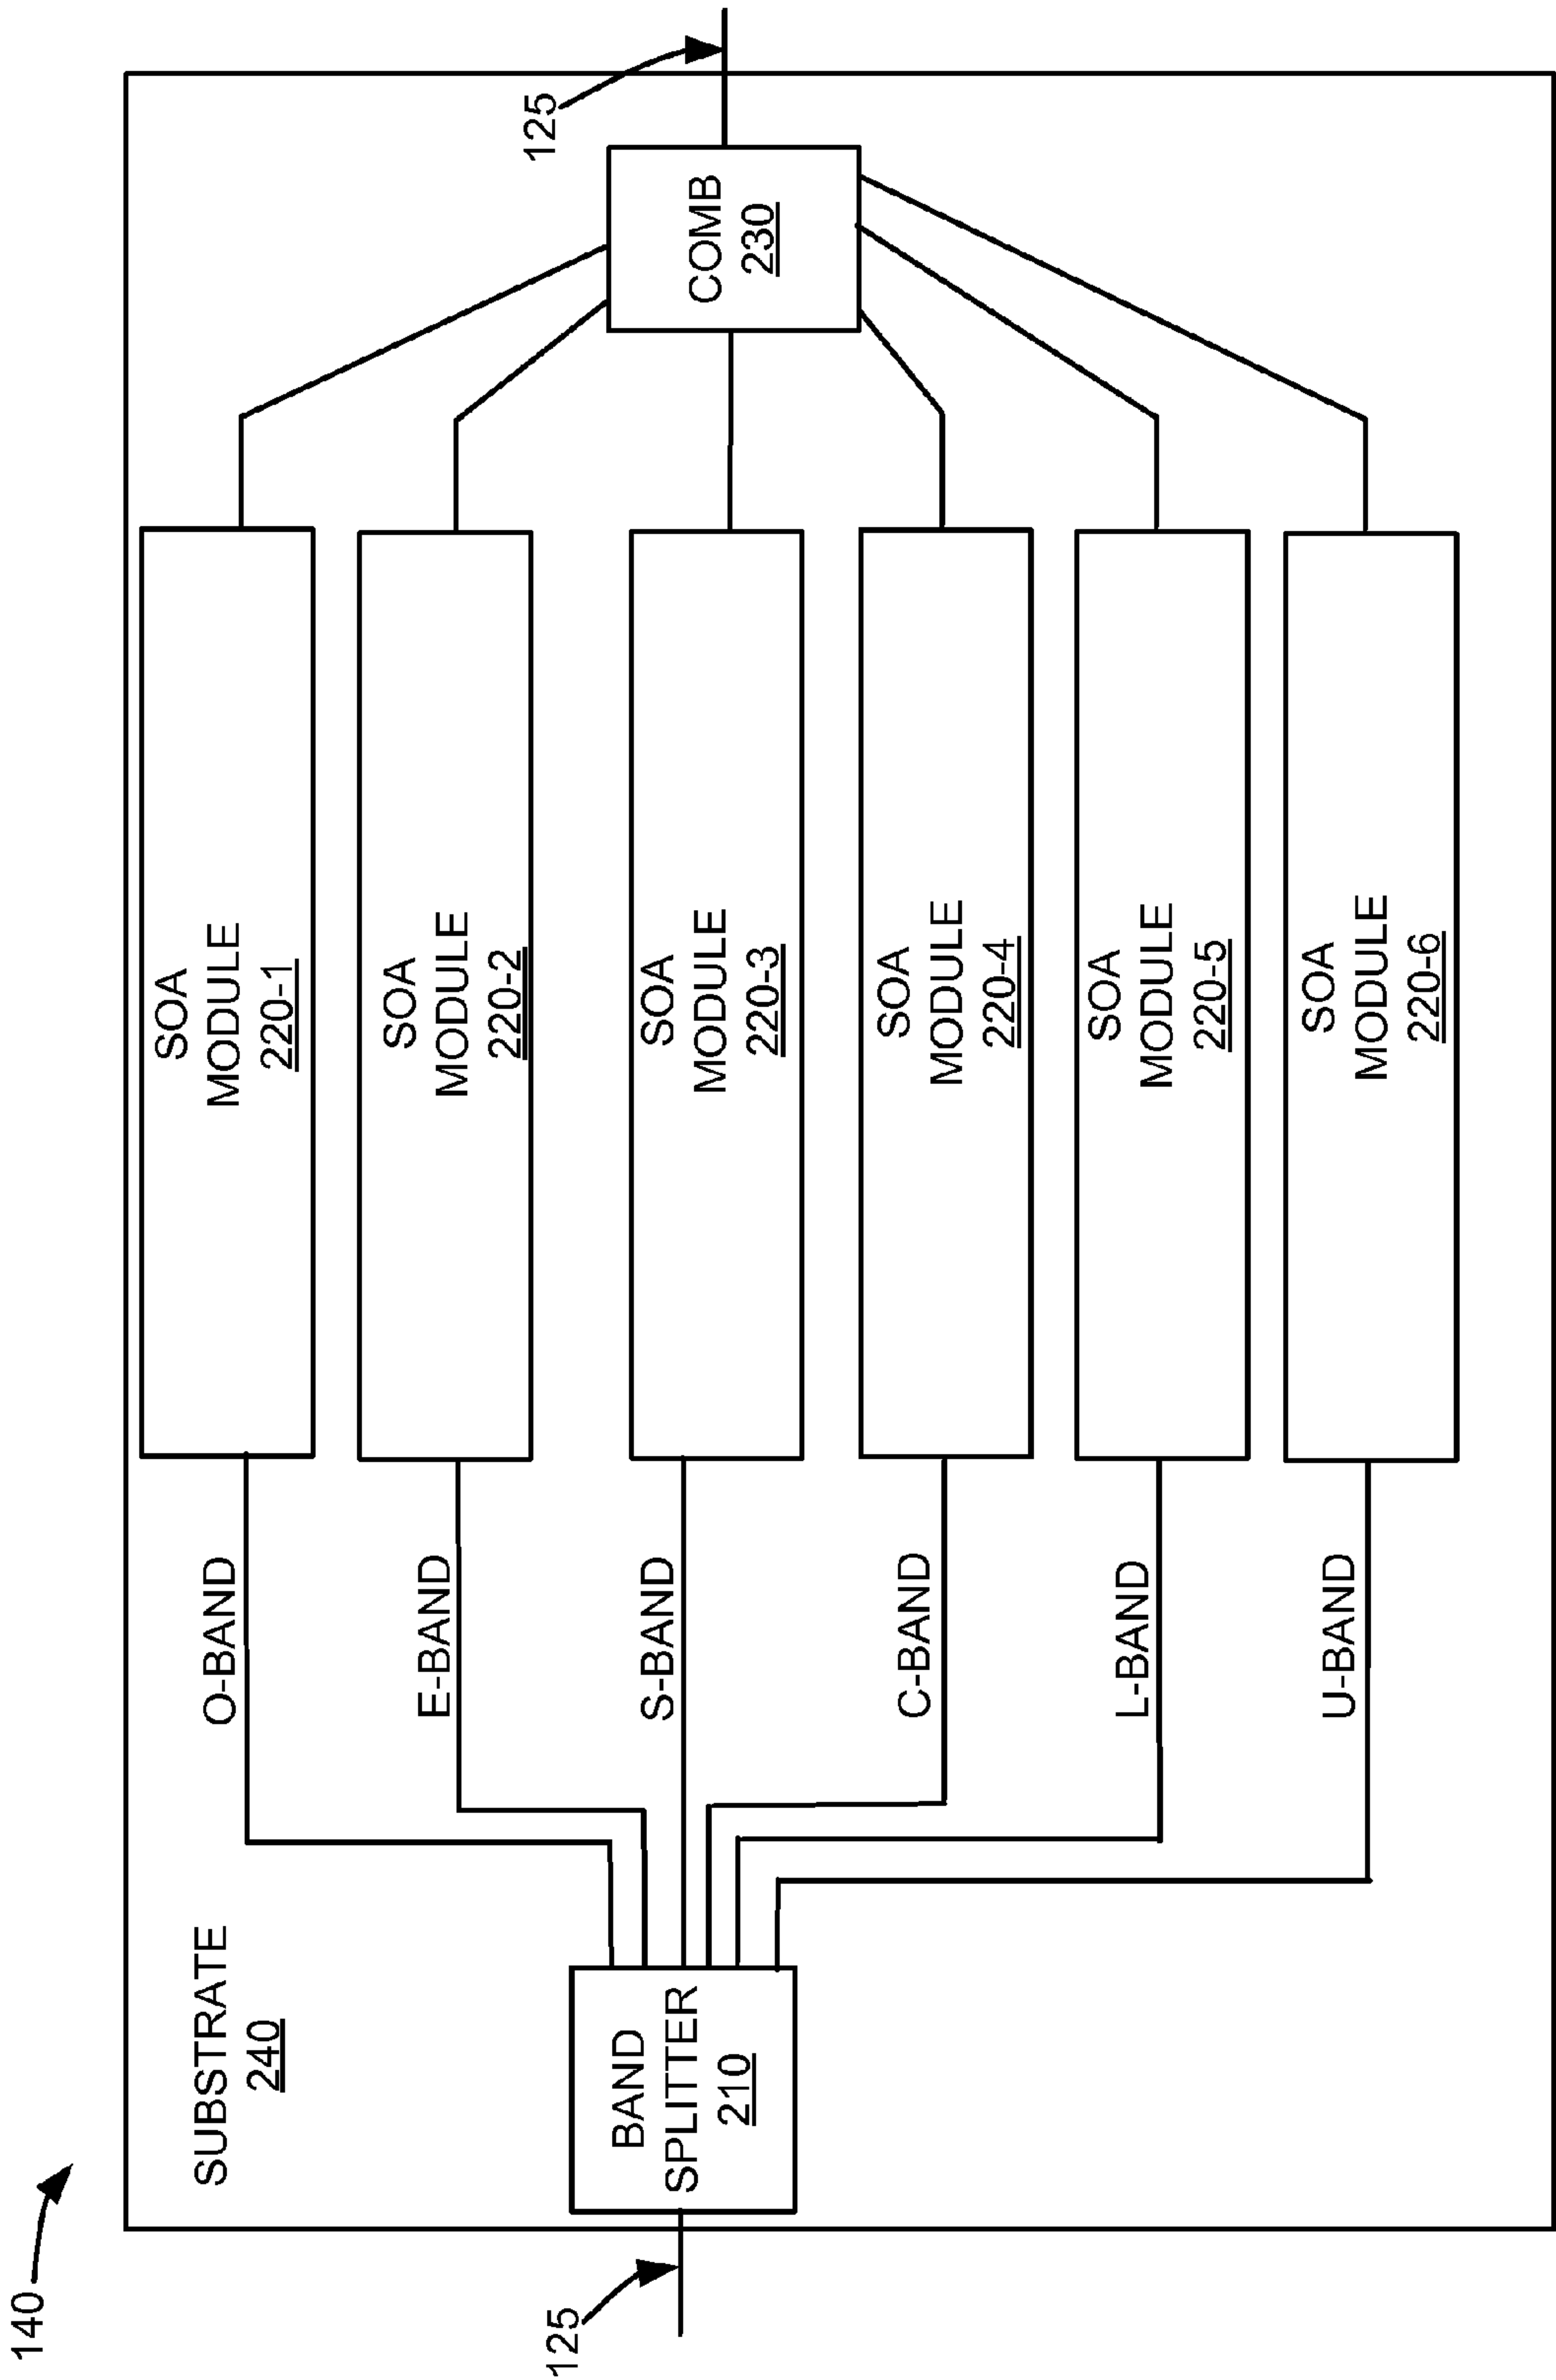 140
SUBSTRATE
240
125
BAND
SPLITTER
210
O-BAND
E-BAND
S-BAND
C-BAND
L-BAND
U-BAND
SOA
MODULE
220-1
SOA
MODULE
220-2
SOA
MODULE
220-3
SOA
MODULE
220-4
SOA
MODULE
220-5
SOA
MODULE
220-6
COMB
230
125